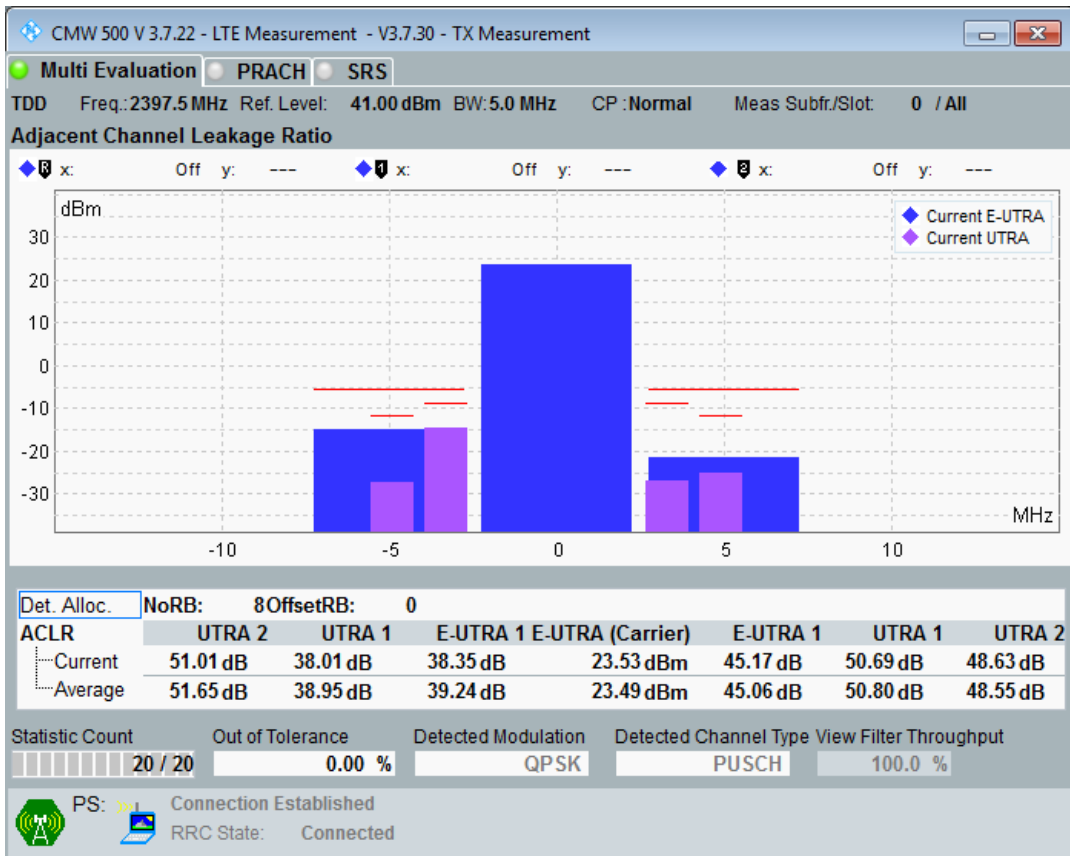 CMW 500 V 3.7.22 - LTE Measurement - V3.7.30 - TX Measurement
Multi Evaluation PRACH SRS
TDD Freq.:2397.5 MHz Ref. Level: 41.00 dBm BW:5.0 MHz CP :Normal Meas Subfr./Slot: 0 / All
Adjacent Channel Leakage Ratio
R x: Off y: --- 1 x: Off y: --- 2 x: Off y: ---
dBm
Current E-UTRA
Current UTRA
30
20
10
0
-10
-20
-30
MHz
-10 -5 0 5 10
Det. Alloc. NoRB: 8 OffsetRB: 0
ACLR UTRA 2 UTRA 1 E-UTRA 1 E-UTRA (Carrier) E-UTRA 1 UTRA 1 UTRA 2
Current 51.01 dB 38.01 dB 38.35 dB 23.53 dBm 45.17 dB 50.69 dB 48.63 dB
Average 51.65 dB 38.95 dB 39.24 dB 23.49 dBm 45.06 dB 50.80 dB 48.55 dB
Statistic Count Out of Tolerance Detected Modulation Detected Channel Type View Filter Throughput
20 / 20 0.00 % QPSK PUSCH 100.0 %
PS: Connection Established
RRC State: Connected